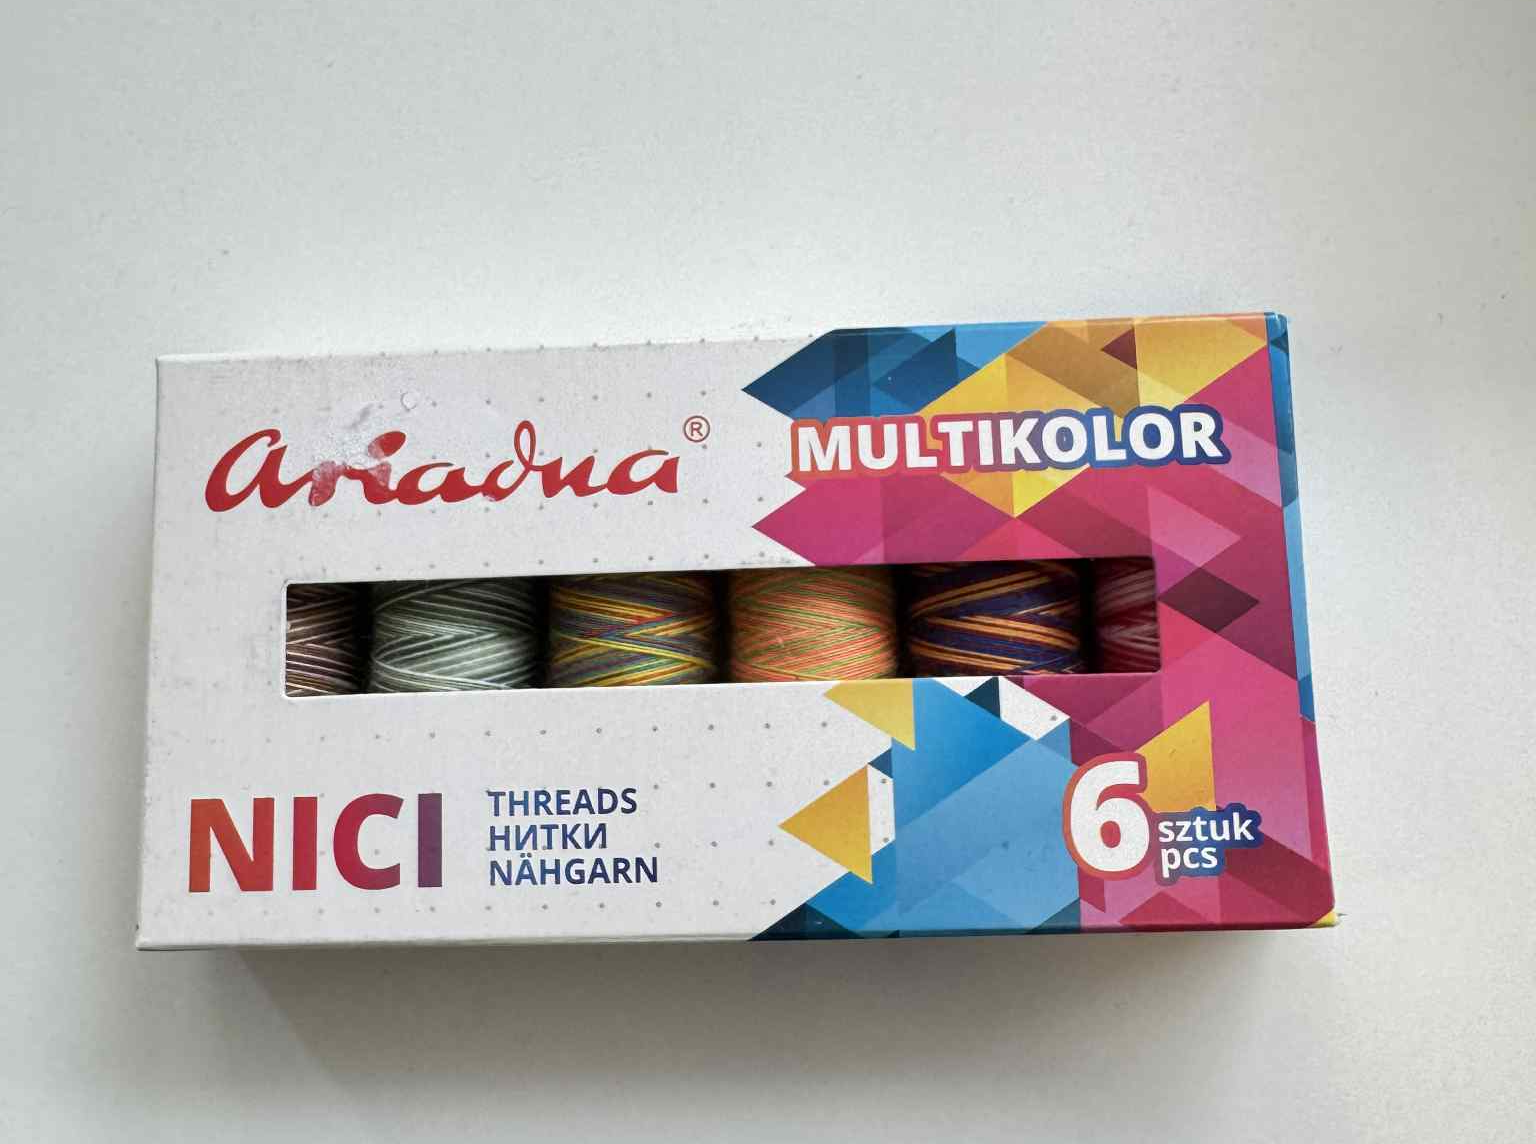 ariadna®
MULTIKOLOR
NICI
THREADS
НИТКИ
NÄHGARN
6 sztuk
pcs